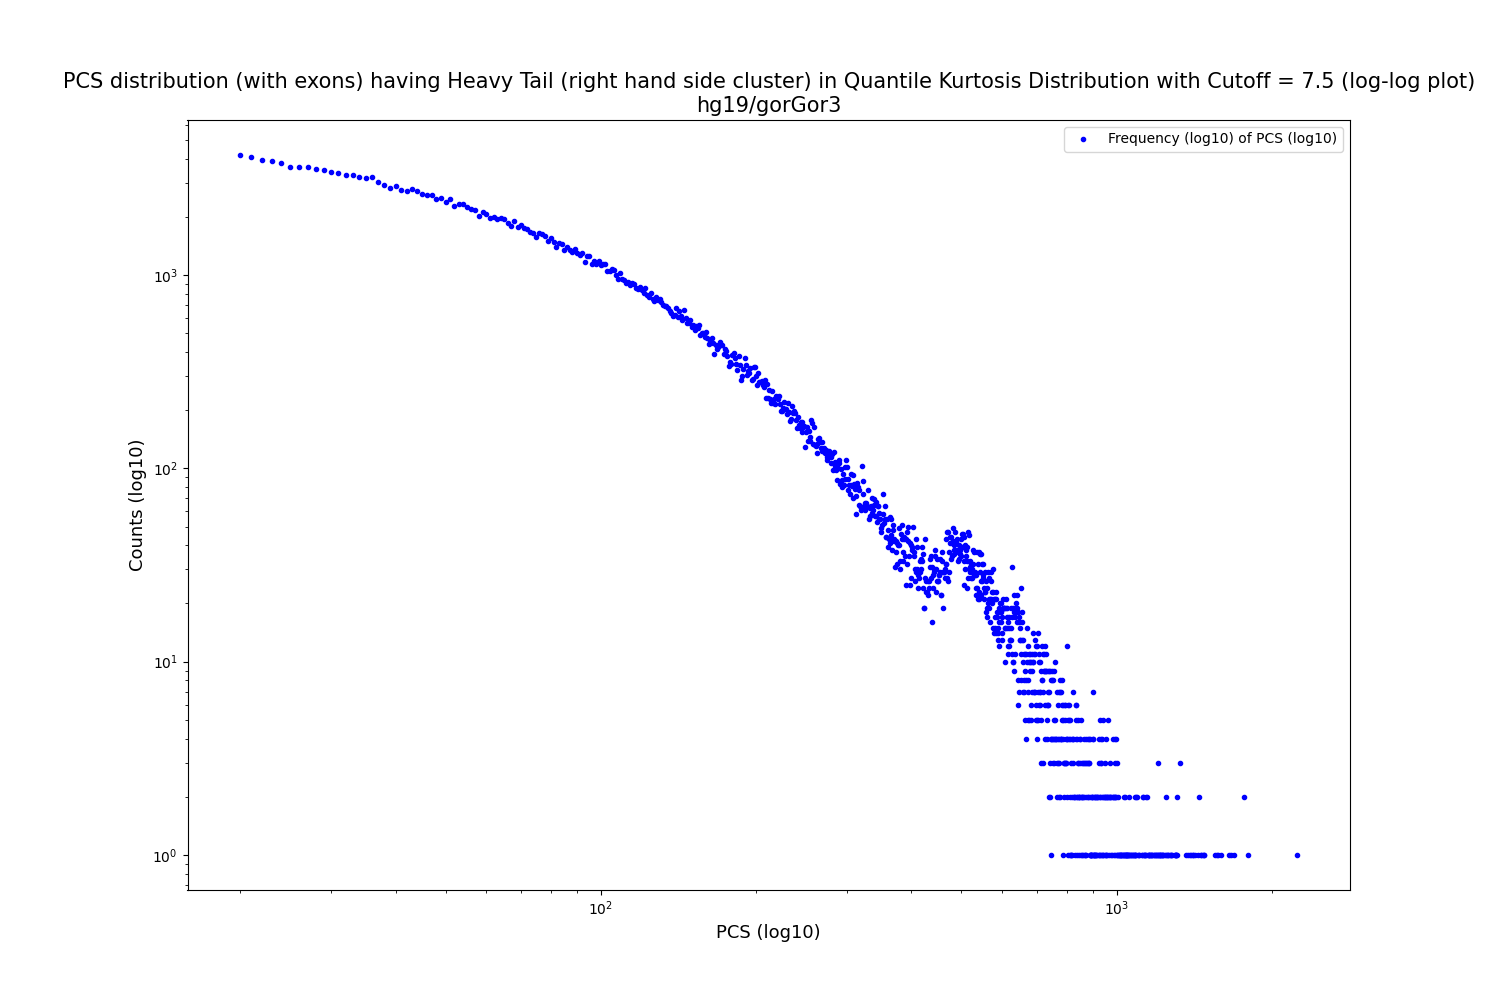 PCS distribution (with exons) having Heavy Tail (right hand side cluster) in Quantile Kurtosis Distribution with Cutoff = 7.5 (log-log plot)
hg19/gorGor3
Frequency (log10) of PCS (log10)
Counts (log10)
10³
10²
10¹
10⁰
10²
10³
PCS (log10)